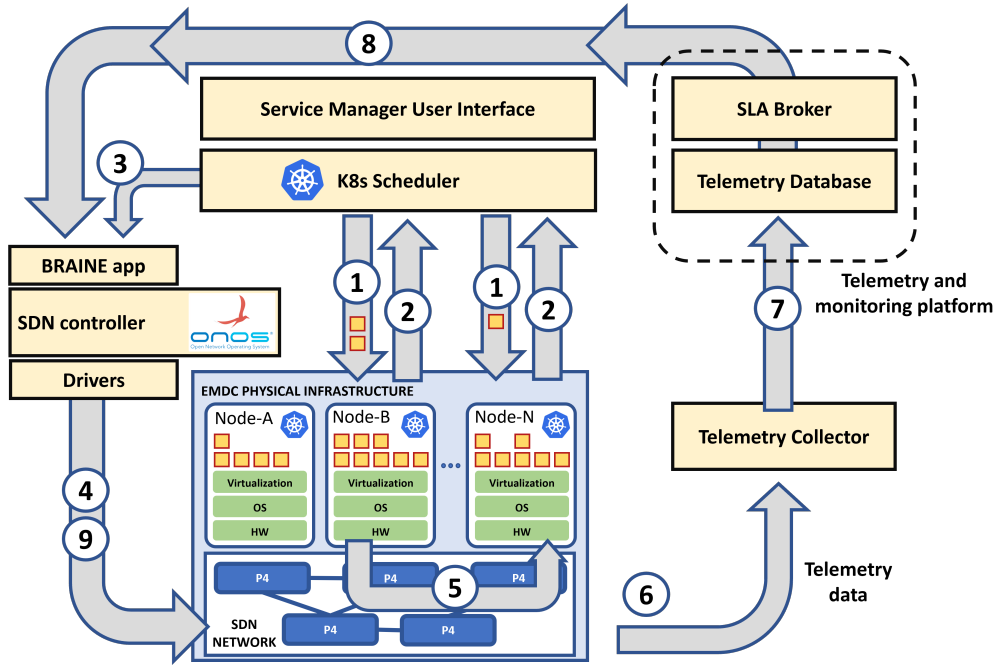 8
Service Manager User Interface
SLA Broker
3
K8s Scheduler
Telemetry Database
BRAINE app
1
2
1
2
7
Telemetry and
monitoring platform
SDN controller
onos
Open Network Operating System
Drivers
EMDC PHYSICAL INFRASTRUCTURE
Node-A
Node-B
Node-N
Telemetry Collector
...
Virtualization
Virtualization
Virtualization
4
OS
OS
OS
9
HW
HW
HW
P4
P4
P4
5
6
Telemetry
data
SDN
NETWORK
P4
P4